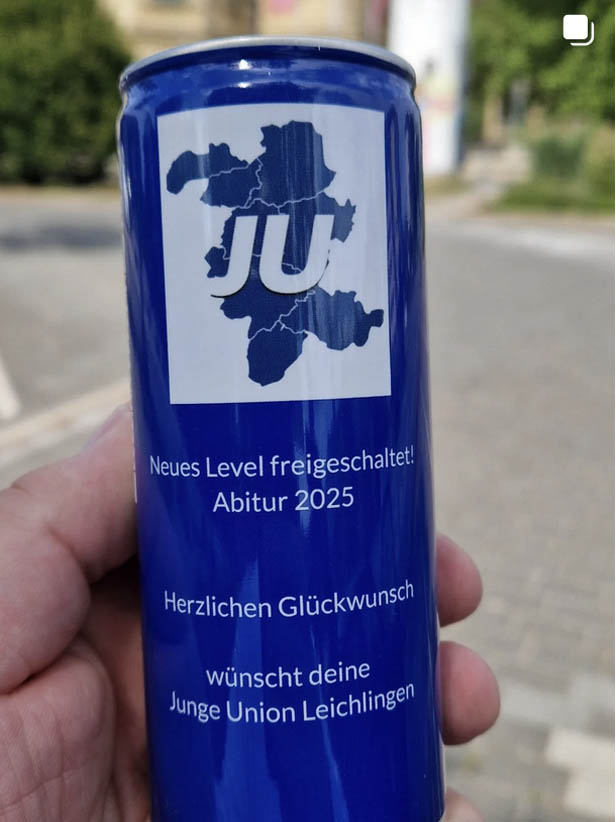 JU
Neues Level freigeschaltet!
Abitur 2025
Herzlichen Glückwunsch
wünscht deine
Junge Union Leichlingen